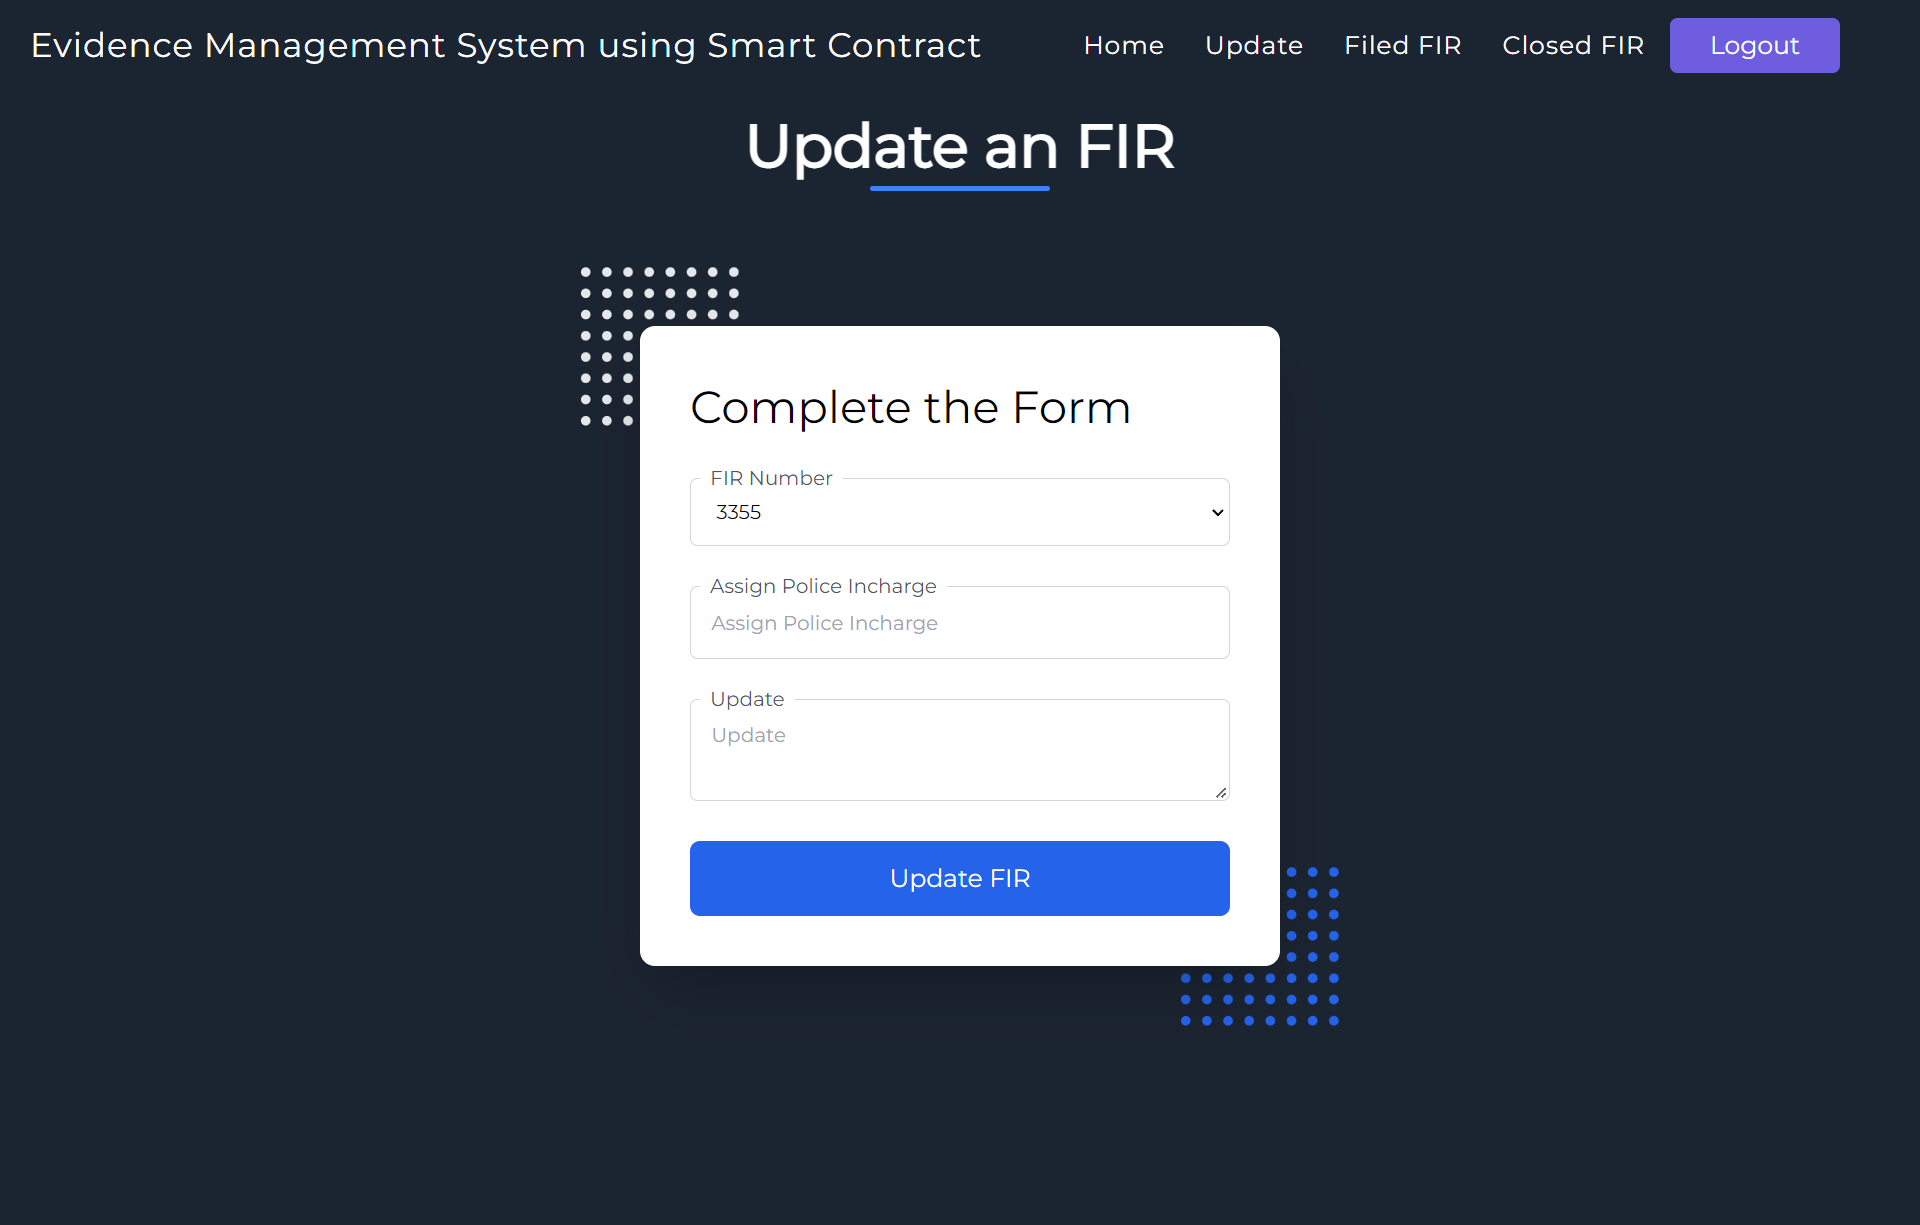 Evidence Management System using Smart Contract Home Update Filed FIR Closed FIR Logout
Update an FIR
Complete the Form
FIR Number
3355
Assign Police Incharge
Assign Police Incharge
Update
Update
Update FIR